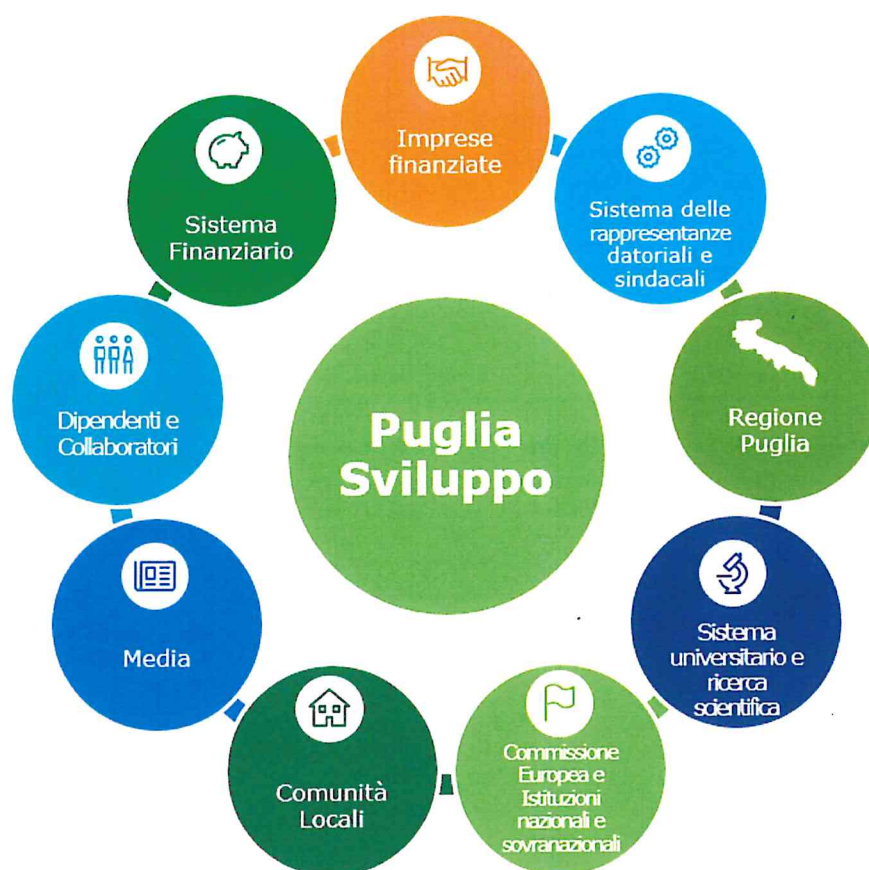 Imprese
finanziate
Sistema delle
rappresentanze
datoriali e
sindacali
Regione
Puglia
Sistema
universitario e
ricerca
scientifica
Commissione
Europea e
Istituzioni
nazionali e
sovranazionali
Comunità
Locali
Media
Dipendenti e
Collaboratori
Sistema
Finanziario
Puglia
Sviluppo